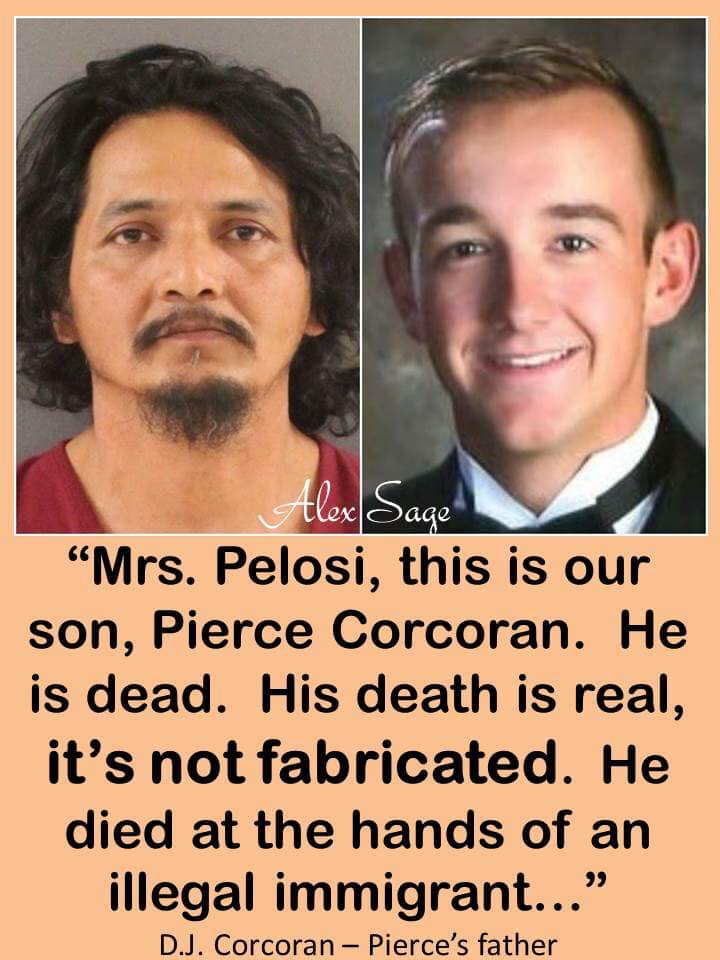 Alex Sage
“Mrs. Pelosi, this is our
son, Pierce Corcoran.  He
is dead.  His death is real,
it’s not fabricated.  He
died at the hands of an
illegal immigrant...”
D.J. Corcoran – Pierce’s father